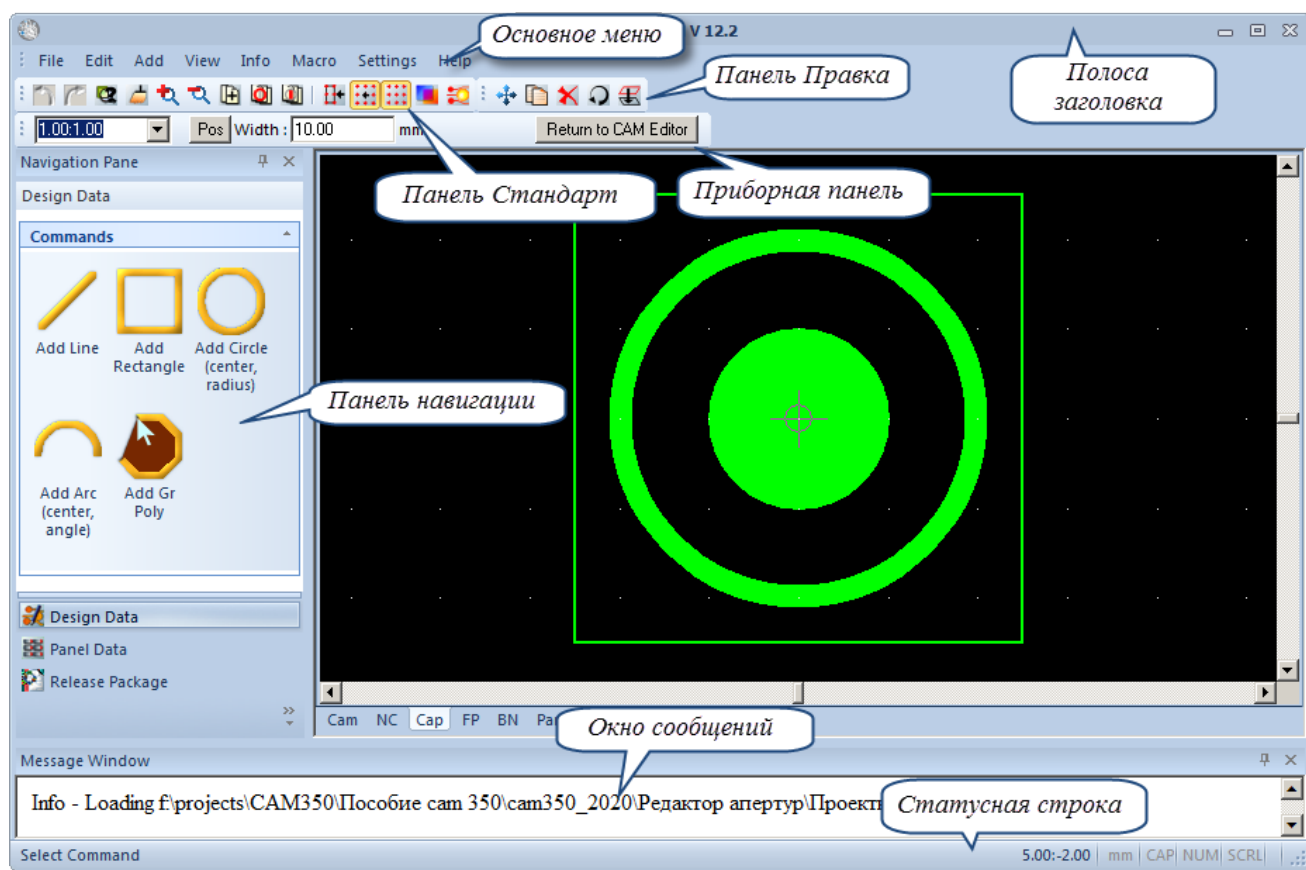 Основное меню
V 12.2
Полоса
заголовка
File Edit Add View Info Macro Settings Help
Панель Правка
1.00:1.00 Pos Width : 10.00 mm Return to CAM Editor
Navigation Pane
Панель Стандарт
Приборная панель
Design Data
Commands
Add Line
Add
Rectangle
Add Circle
(center,
radius)
Панель навигации
Add Arc
(center,
angle)
Add Gr
Poly
Design Data
Panel Data
Release Package
Cam NC Cap FP BN
Окно сообщений
Message Window
Info - Loading f:\projects\CAM350\Пособие cam 350\cam350_2020\Редактор апертур\
Статусная строка
Select Command
5.00:-2.00 mm CAP NUM SCRL